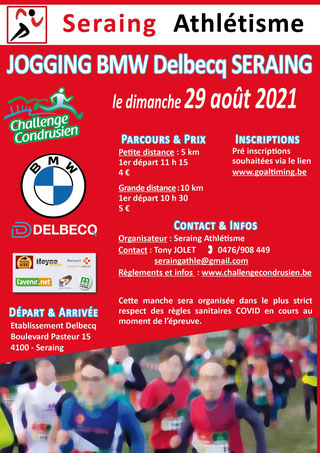 Seraing Athlétisme
JOGGING BMW Delbecq SERAING
le dimanche 29 août 2021
Challenge
Condrusien
BMW
DELBECQ
Heyne
l'avenir.net
PARCOURS & PRIX
Petite distance : 5 km
1er départ 11 h 15
4 €
Grande distance : 10 km
1er départ 10 h 30
5 €
INSCRIPTIONS
Pré inscriptions
souhaitées via le lien
www.goaltiming.be
CONTACT & INFOS
Organisateur : Seraing Athlétisme
Contact : Tony JOLET 0476/908 449
seraingathle@gmail.com
Règlements et infos : www.challengecondrusien.be
Cette manche sera organisée dans le plus strict
respect des règles sanitaires COVID en cours au
moment de l'épreuve.
DÉPART & ARRIVÉE
Etablissement Delbecq
Boulevard Pasteur 15
4100 - Seraing